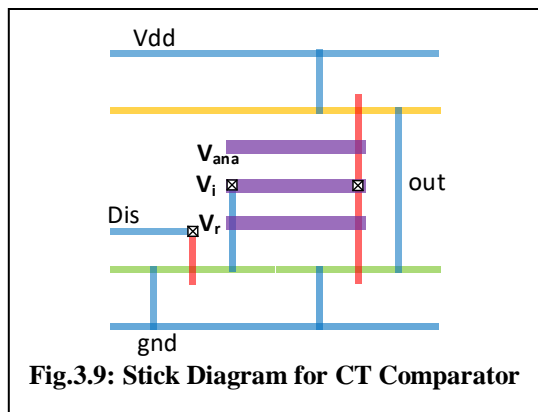 Vdd
Vana
Vi
out
Dis
Vr
gnd
Fig.3.9: Stick Diagram for CT Comparator